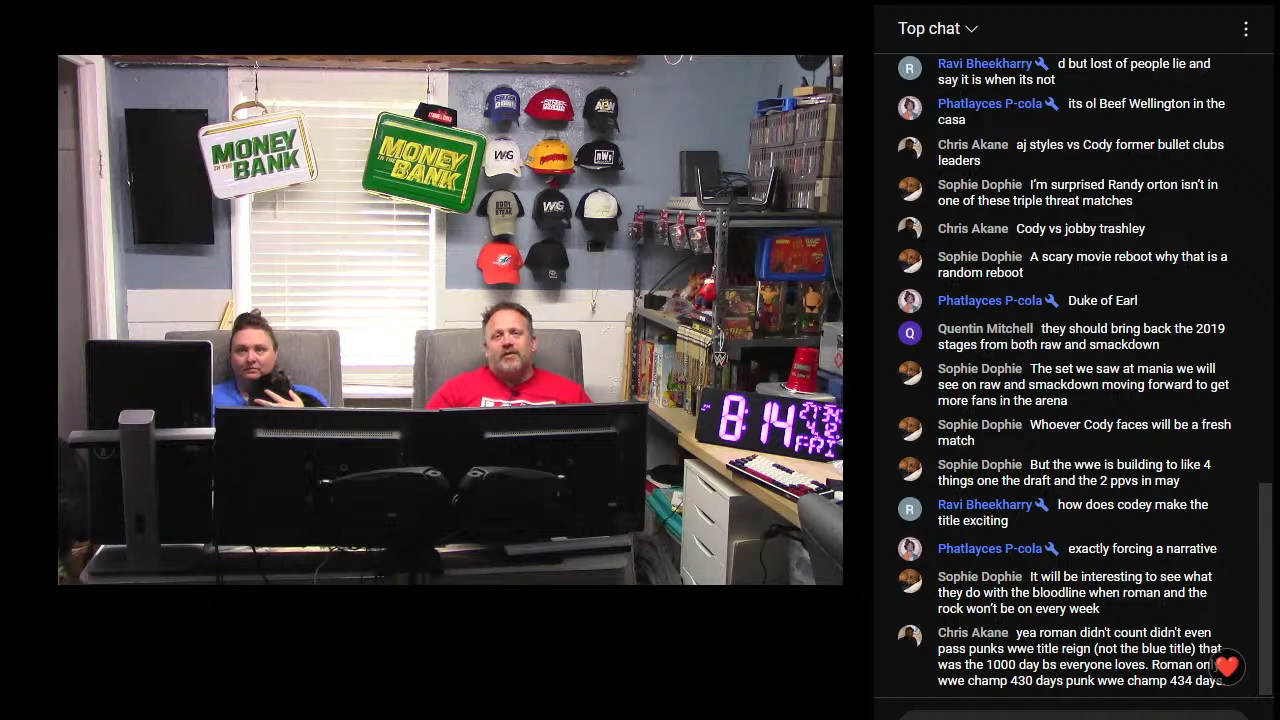 Top chat
MONEY
IN THE
BANK
MONEY
IN THE
BANK
nWo
8:14
FRI
Ravi Bheekharry d but lost of people lie and
say it is when its not
Phatlayces P-cola its ol Beef Wellington in the
casa
Chris Akane aj styles vs Cody former bullet clubs
leaders
Sophie Dophie I'm surprised Randy orton isn't in
one of these triple threat matches
Chris Akane Cody vs jobby trashley
Sophie Dophie A scary movie reboot why that is a
random reboot
Phatlayces P-cola Duke of Earl
Quentin Mitchell they should bring back the 2019
stages from both raw and smackdown
Sophie Dophie The set we saw at mania we will
see on raw and smackdown moving forward to get
more fans in the arena
Sophie Dophie Whoever Cody faces will be a fresh
match
Sophie Dophie But the wwe is building to like 4
things one the draft and the 2 ppvs in may
Ravi Bheekharry how does codey make the
title exciting
Phatlayces P-cola exactly forcing a narrative
Sophie Dophie It will be interesting to see what
they do with the bloodline when roman and the
rock won't be on every week
Chris Akane yea roman didn't count didn't even
pass punks wwe title reign (not the blue title) that
was the 1000 day bs everyone loves. Roman only
wwe champ 430 days punk wwe champ 434 days